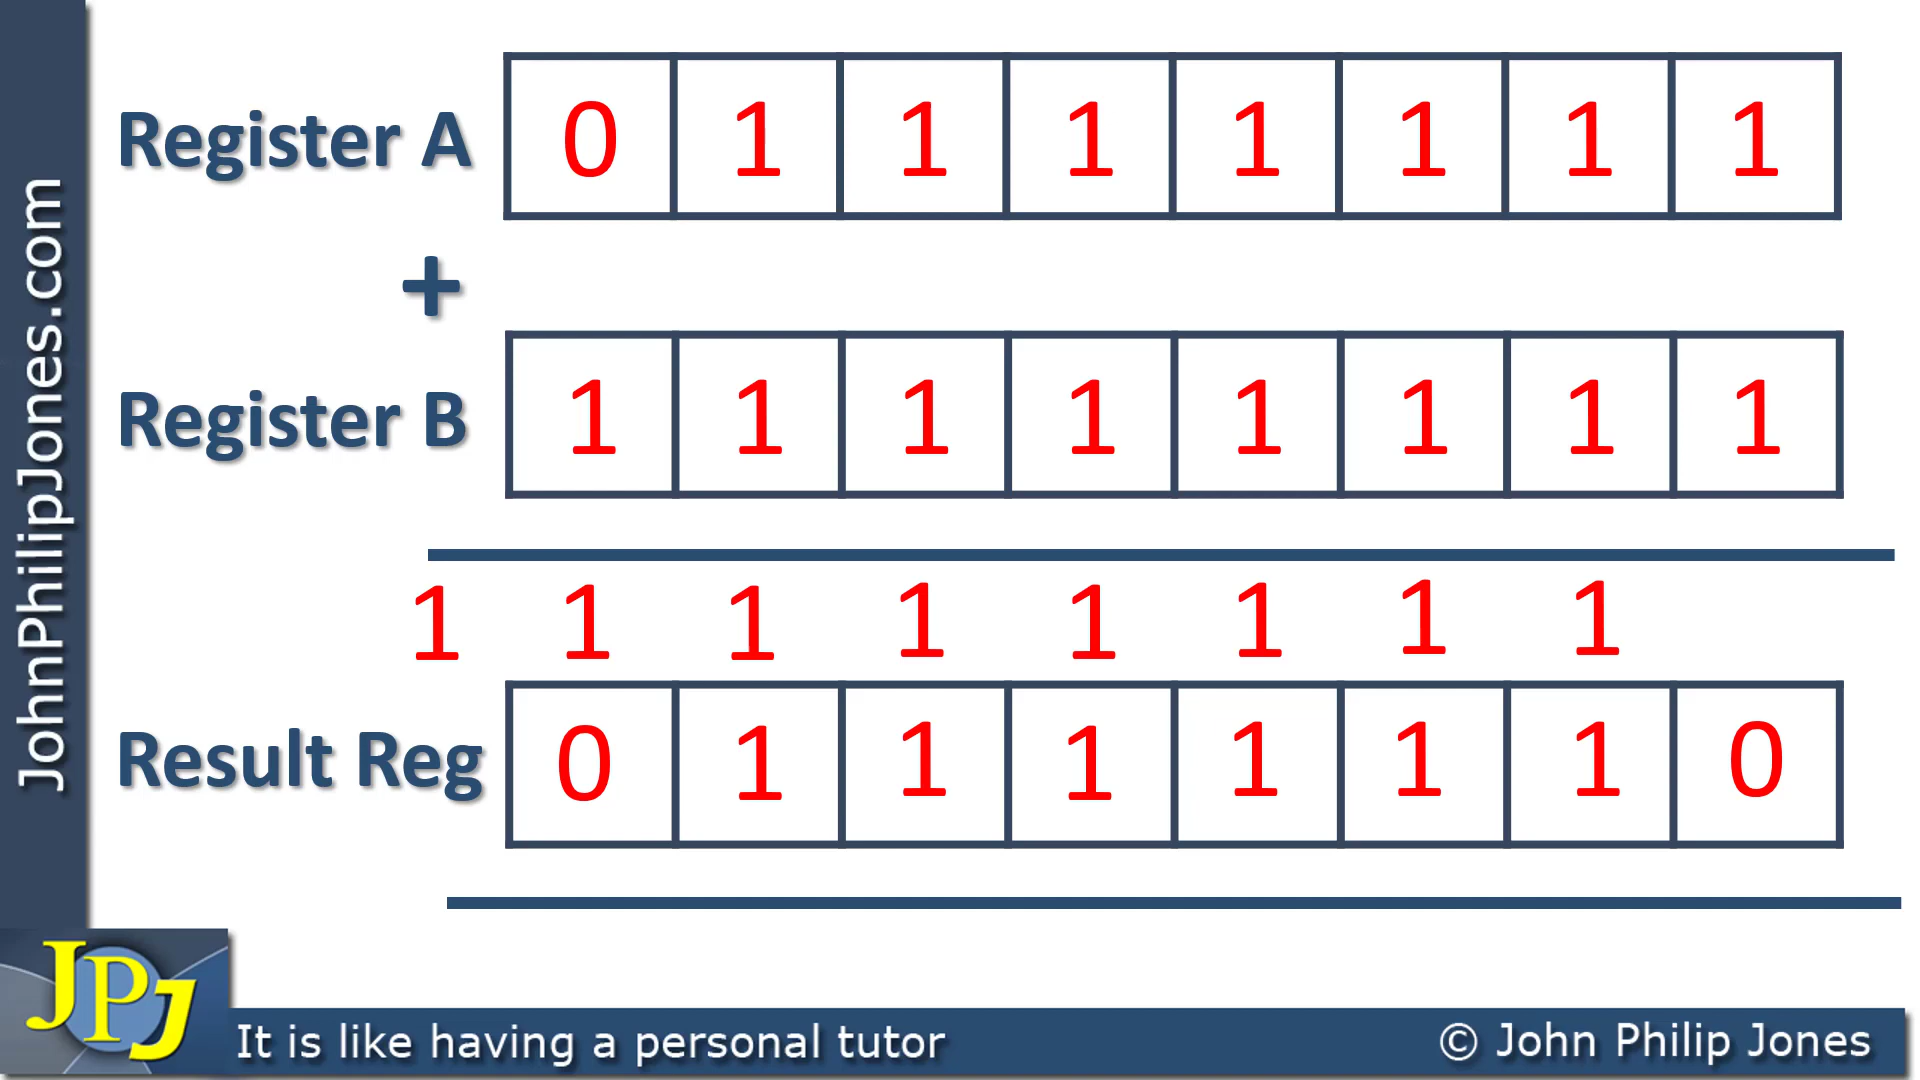 JohnPhilipJones.com
Register A 0 1 1 1 1 1 1 1
+
Register B 1 1 1 1 1 1 1 1
1 1 1 1 1 1 1 1
Result Reg 0 1 1 1 1 1 1 0
JPJ
It is like having a personal tutor
© John Philip Jones